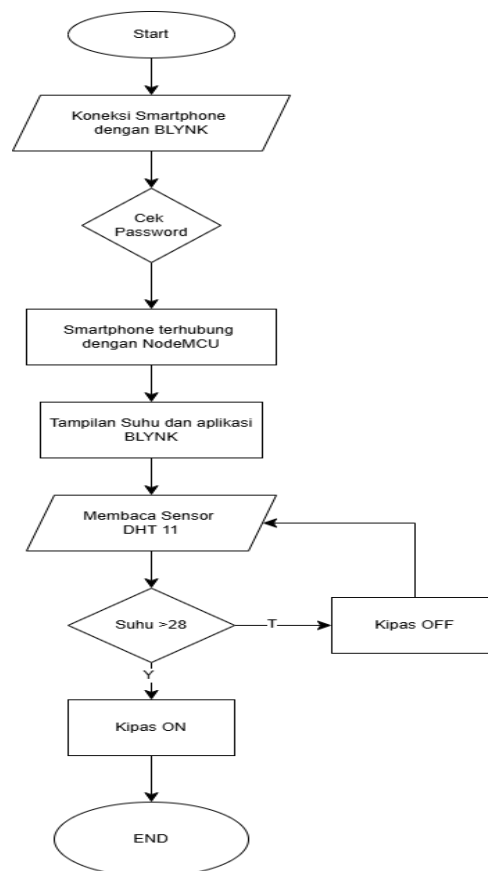 Start
Koneksi Smartphone
dengan BLYNK
Cek
Password
Smartphone terhubung
dengan NodeMCU
Tampilan Suhu dan aplikasi
BLYNK
Membaca Sensor
DHT 11
Suhu >28
T
Kipas OFF
Y
Kipas ON
END